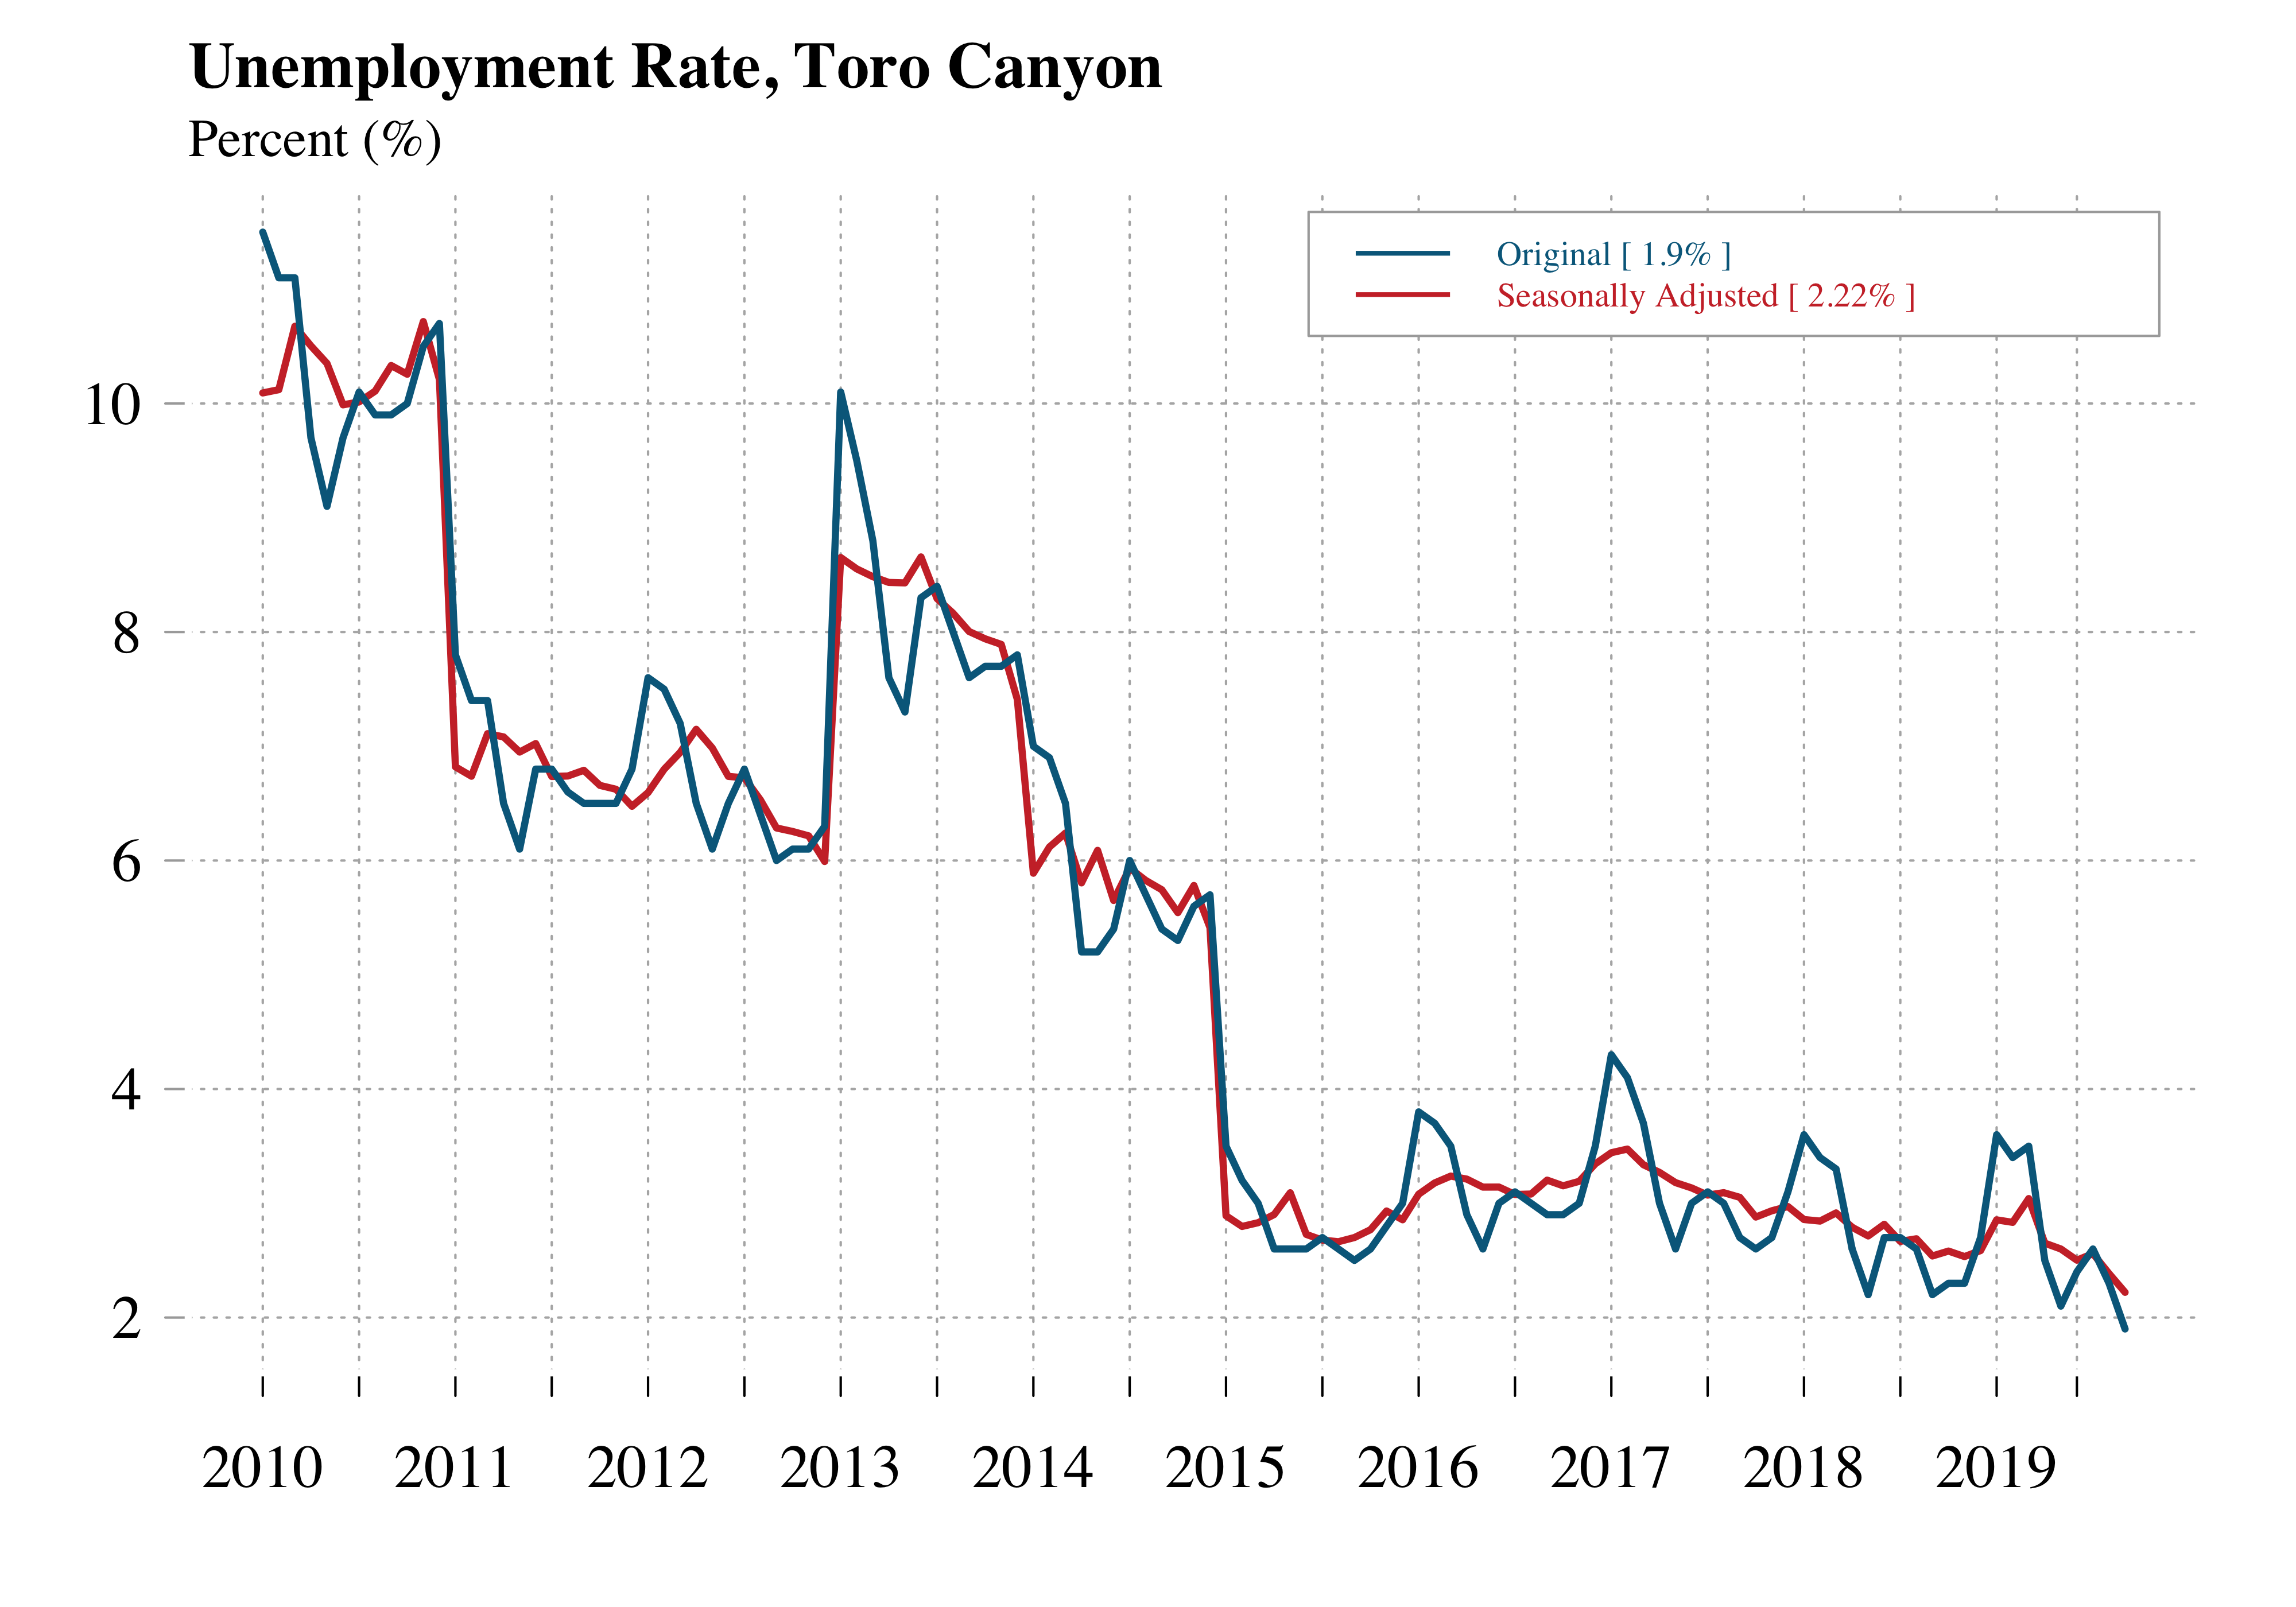 Unemployment Rate, Toro Canyon
Percent (%)
Original [ 1.9% ]
Seasonally Adjusted [ 2.22% ]
10
8
6
4
2
2010 2011 2012 2013 2014 2015 2016 2017 2018 2019